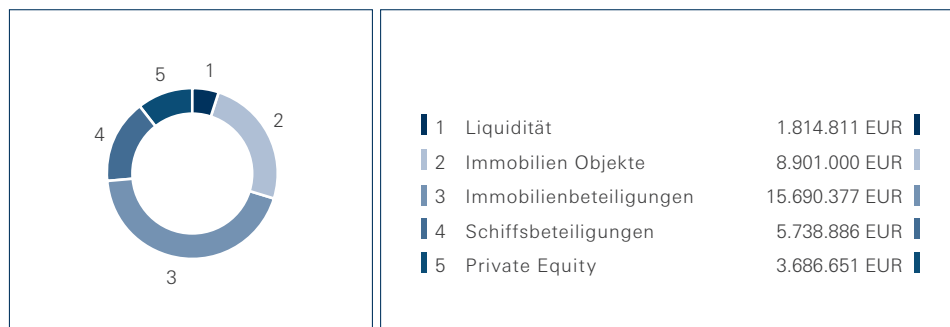 1
2
3
4
5
1 Liquidität 1.814.811 EUR
2 Immobilien Objekte 8.901.000 EUR
3 Immobilienbeteiligungen 15.690.377 EUR
4 Schiffsbeteiligungen 5.738.886 EUR
5 Private Equity 3.686.651 EUR